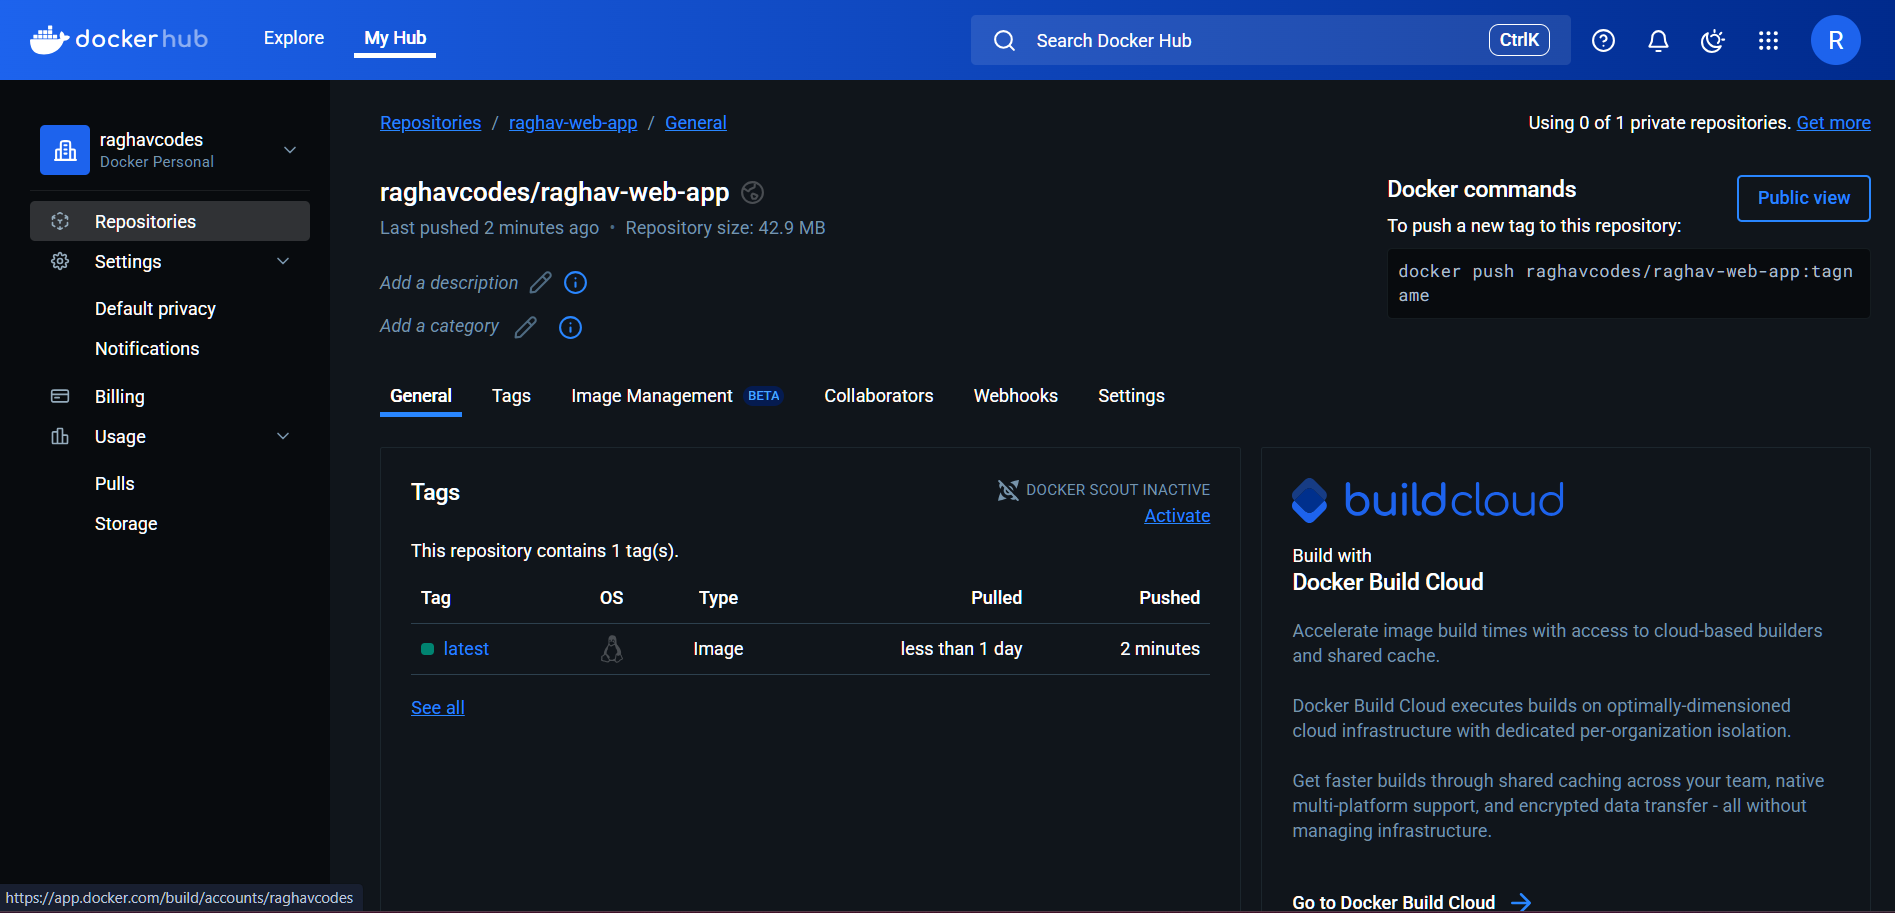 dockerhub
Explore
My Hub
Search Docker Hub
CtrlK
R
raghavcodes
Docker Personal
Repositories
Settings
Default privacy
Notifications
Billing
Usage
Pulls
Storage
Repositories / raghav-web-app / General
Using 0 of 1 private repositories. Get more
raghavcodes/raghav-web-app
Last pushed 2 minutes ago • Repository size: 42.9 MB
Add a description
Add a category
Docker commands
Public view
To push a new tag to this repository:
docker push raghavcodes/raghav-web-app:tagn
ame
General
Tags
Image Management BETA
Collaborators
Webhooks
Settings
Tags
DOCKER SCOUT INACTIVE
Activate
This repository contains 1 tag(s).
Tag OS Type Pulled Pushed
latest Image less than 1 day 2 minutes
See all
buildcloud
Build with
Docker Build Cloud
Accelerate image build times with access to cloud-based builders
and shared cache.
Docker Build Cloud executes builds on optimally-dimensioned
cloud infrastructure with dedicated per-organization isolation.
Get faster builds through shared caching across your team, native
multi-platform support, and encrypted data transfer - all without
managing infrastructure.
Go to Docker Build Cloud
https://app.docker.com/build/accounts/raghavcodes